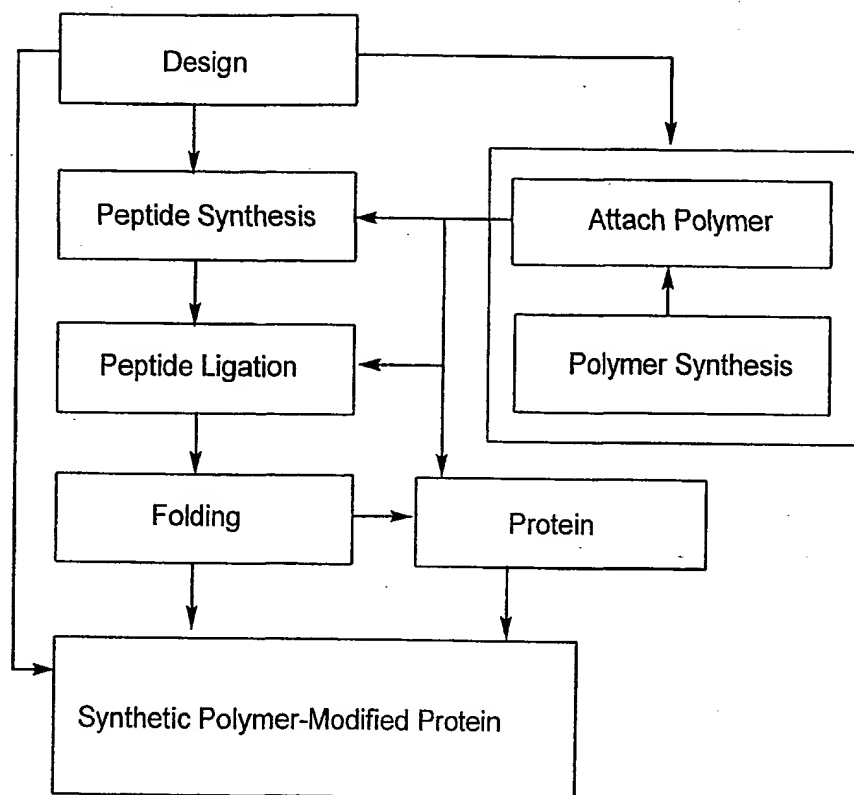 Design
Peptide Synthesis
Attach Polymer
Peptide Ligation
Polymer Synthesis
Folding
Protein
Synthetic Polymer-Modified Protein